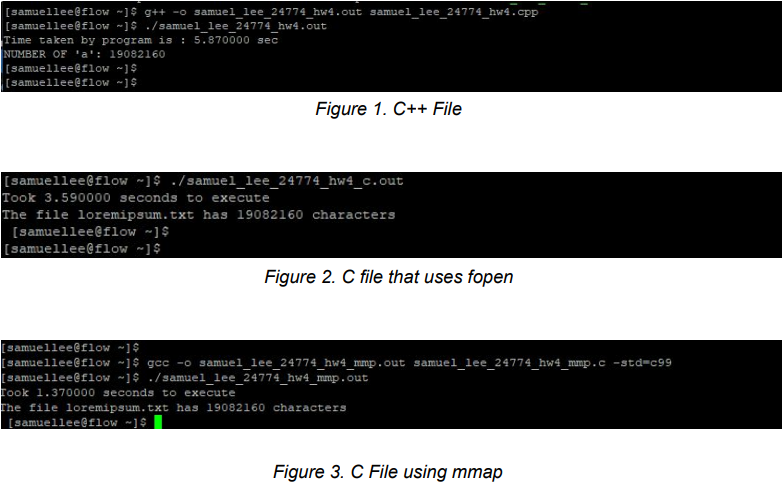 [samuellee@flow ~]$ g++ -o samuel_lee_24774_hw4.out samuel_lee_24774_hw4.cpp
[samuellee@flow ~]$ ./samuel_lee_24774_hw4.out
Time taken by program is : 5.870000 sec
NUMBER OF 'a': 19082160
[samuellee@flow ~]$
[samuellee@flow ~]$
Figure 1. C++ File
[samuellee@flow ~]$ ./samuel_lee_24774_hw4_c.out
Took 3.590000 seconds to execute
The file loremipsum.txt has 19082160 characters
[samuellee@flow ~]$
[samuellee@flow ~]$
Figure 2. C file that uses fopen
[samuellee@flow ~]$
[samuellee@flow ~]$ gcc -o samuel_lee_24774_hw4_mmp.out samuel_lee_24774_hw4_mmp.c -std=c99
[samuellee@flow ~]$ ./samuel_lee_24774_hw4_mmp.out
Took 1.370000 seconds to execute
The file loremipsum.txt has 19082160 characters
[samuellee@flow ~]$
Figure 3. C File using mmap